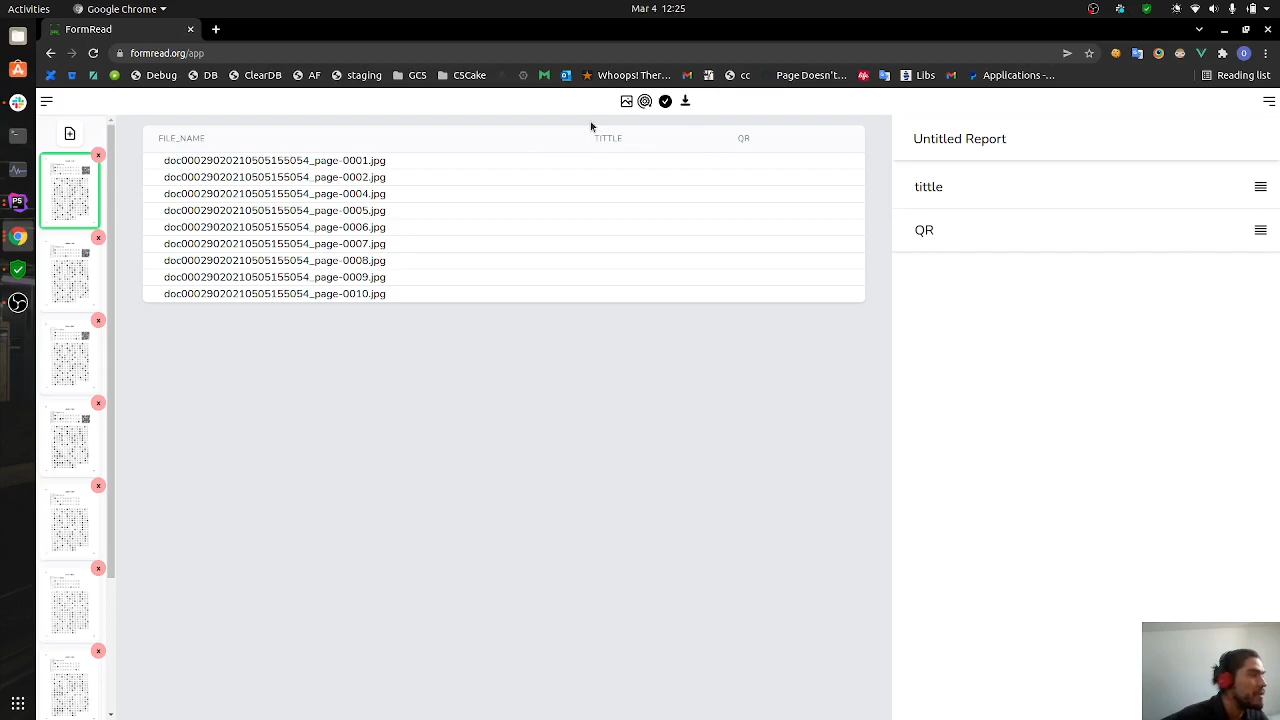 Activities
Google Chrome
Mar 4 12:25
FormRead
formread.org/app
Debug
DB
ClearDB
AF
staging
GCS
CSCake
Whoops! Ther...
Page Doesn't...
Libs
Applications -...
Reading list
FILE_NAME TITTLE QR
doc00029020210505155054_page-0001.jpg
doc00029020210505155054_page-0002.jpg
doc00029020210505155054_page-0004.jpg
doc00029020210505155054_page-0005.jpg
doc00029020210505155054_page-0006.jpg
doc00029020210505155054_page-0007.jpg
doc00029020210505155054_page-0008.jpg
doc00029020210505155054_page-0009.jpg
doc00029020210505155054_page-0010.jpg
Untitled Report
tittle
QR